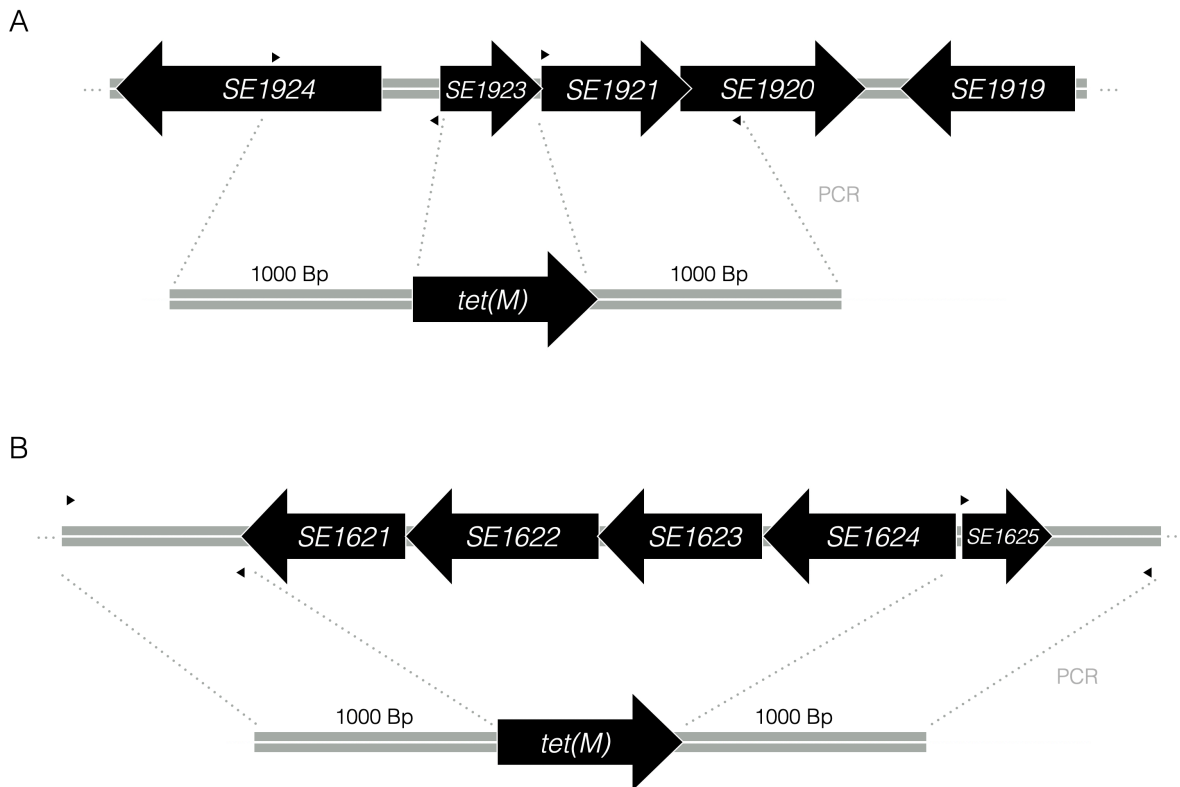 A
... SE1924 SE1923 SE1921 SE1920 SE1919 ...
PCR
1000 Bp 1000 Bp
tet(M)
B
... SE1621 SE1622 SE1623 SE1624 SE1625 ..
PCR
1000 Bp 1000 Bp
tet(M)